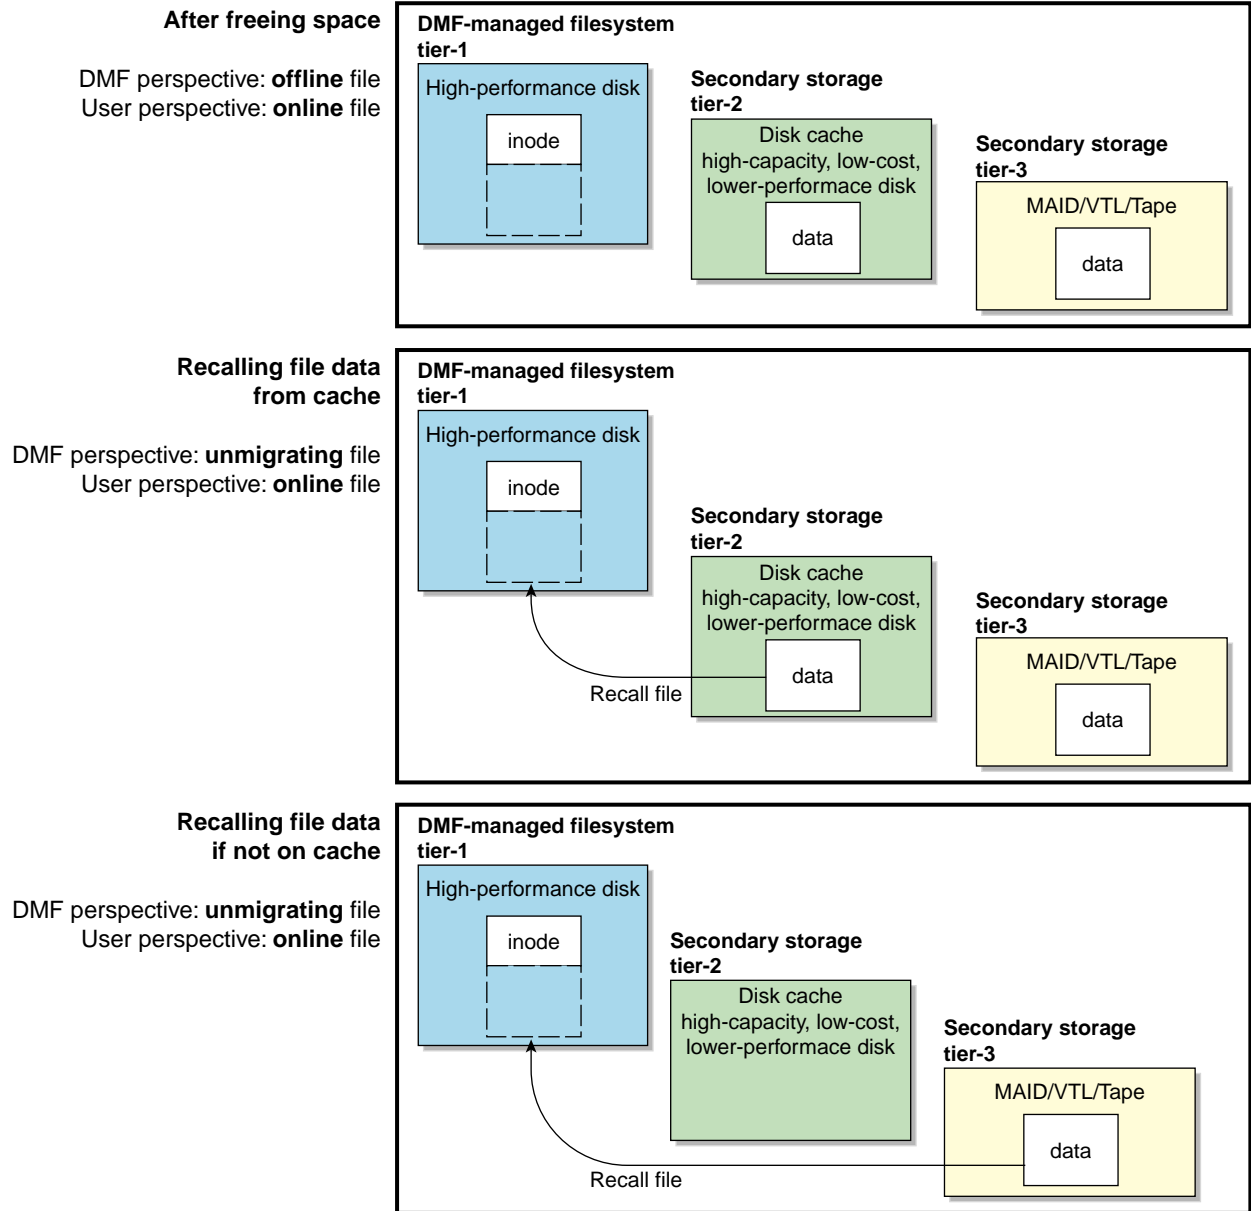 After freeing space
DMF perspective: offline file
User perspective: online file
DMF-managed filesystem
tier-1
High-performance disk
inode
Secondary storage
tier-2
Disk cache
high-capacity, low-cost,
lower-performace disk
data
Secondary storage
tier-3
MAID/VTL/Tape
data
Recalling file data
from cache
DMF perspective: unmigrating file
User perspective: online file
DMF-managed filesystem
tier-1
High-performance disk
inode
Secondary storage
tier-2
Disk cache
high-capacity, low-cost,
lower-performace disk
data
Recall file
Secondary storage
tier-3
MAID/VTL/Tape
data
Recalling file data
if not on cache
DMF perspective: unmigrating file
User perspective: online file
DMF-managed filesystem
tier-1
High-performance disk
inode
Secondary storage
tier-2
Disk cache
high-capacity, low-cost,
lower-performace disk
Secondary storage
tier-3
MAID/VTL/Tape
data
Recall file